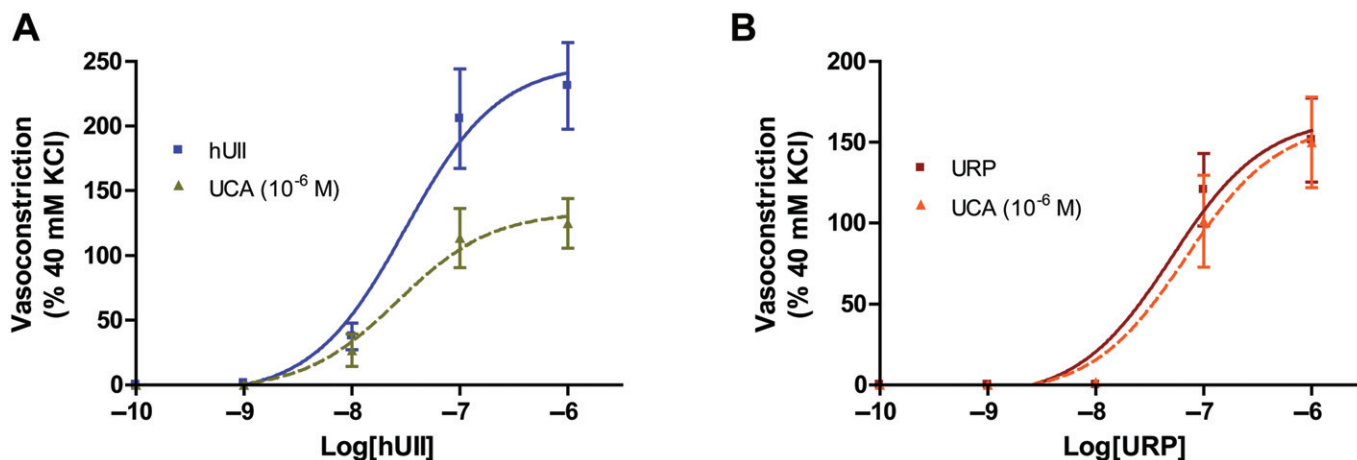 A
Vasoconstriction
(% 40 mM KCl)
250
200
150
100
50
0
hUII
UCA (10⁻⁶ M)
–10
–9
–8
–7
–6
Log[hUII]
B
Vasoconstriction
(% 40 mM KCl)
200
150
100
50
0
URP
UCA (10⁻⁶ M)
–10
–9
–8
–7
–6
Log[URP]